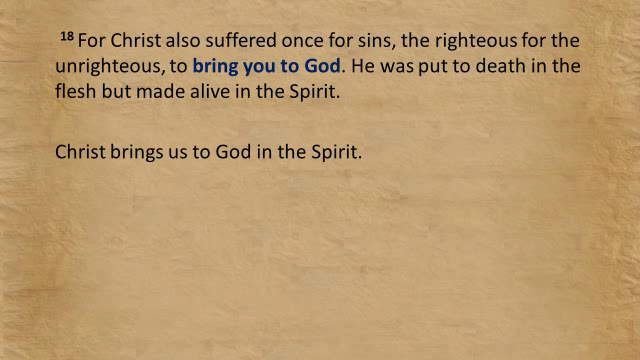 18 For Christ also suffered once for sins, the righteous for the
unrighteous, to bring you to God. He was put to death in the
flesh but made alive in the Spirit.
Christ brings us to God in the Spirit.